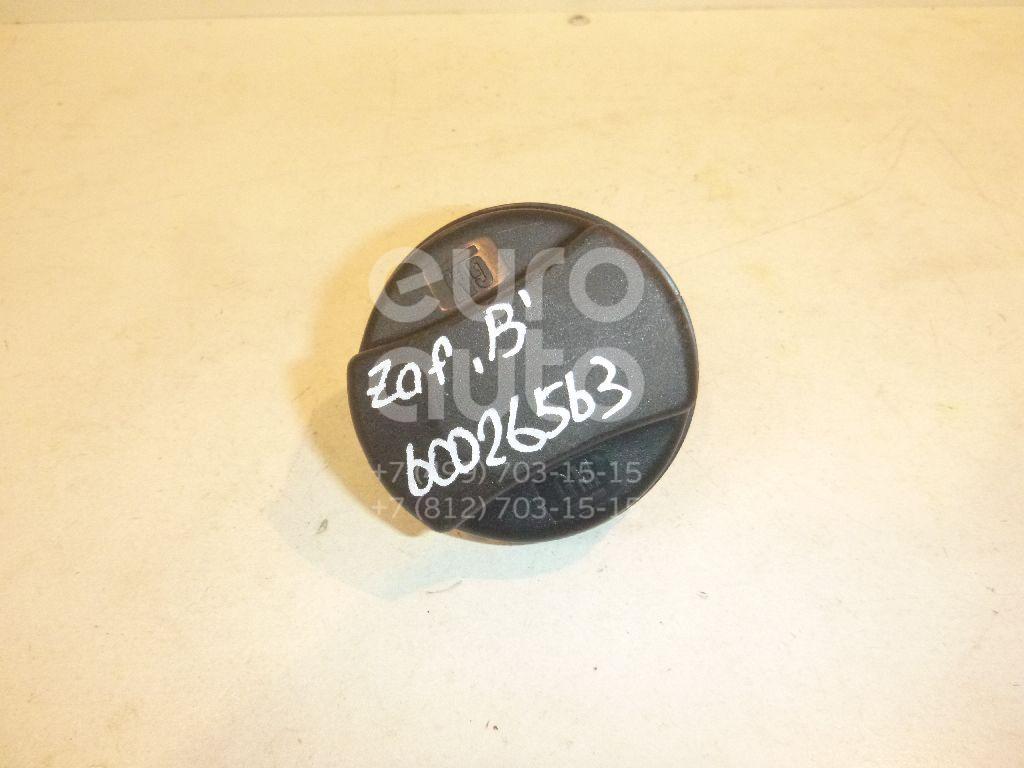 euro
auto
zaf. B'
60026563
+7 (499) 703-15-15
+7 (812) 703-15-15